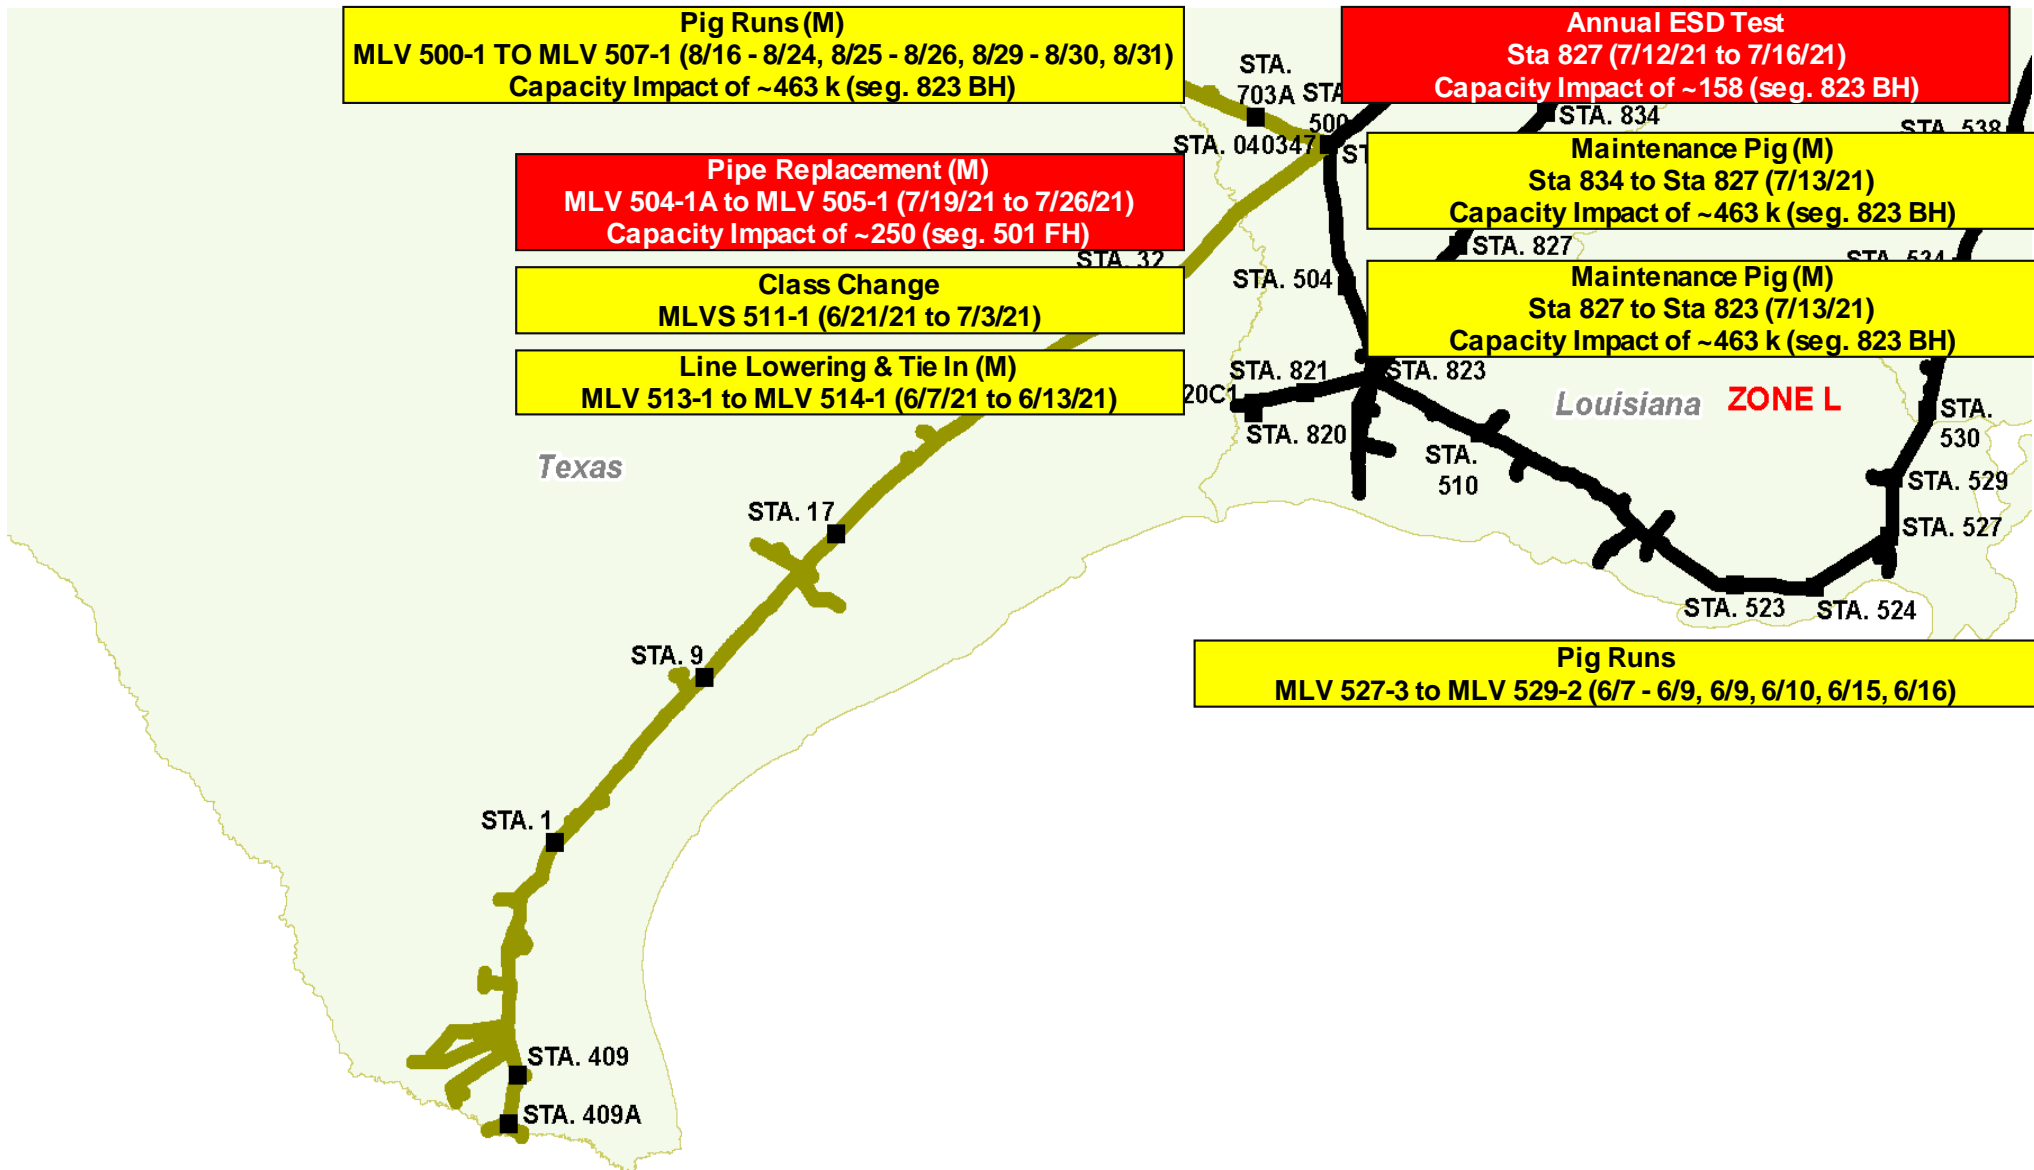 Pig Runs (M)
MLV 500-1 TO MLV 507-1 (8/16 - 8/24, 8/25 - 8/26, 8/29 - 8/30, 8/31)
Capacity Impact of ~463 k (seg. 823 BH)
Annual ESD Test
Sta 827 (7/12/21 to 7/16/21)
Capacity Impact of ~158 (seg. 823 BH)
STA.
703A
STA
500
STA. 040347
ST
STA. 834
STA. 538
Pipe Replacement (M)
MLV 504-1A to MLV 505-1 (7/19/21 to 7/26/21)
Capacity Impact of ~250 (seg. 501 FH)
Maintenance Pig (M)
Sta 834 to Sta 827 (7/13/21)
Capacity Impact of ~463 k (seg. 823 BH)
STA. 32
STA. 827
STA. 534
Class Change
MLVS 511-1 (6/21/21 to 7/3/21)
STA. 504
Maintenance Pig (M)
Sta 827 to Sta 823 (7/13/21)
Capacity Impact of ~463 k (seg. 823 BH)
Line Lowering & Tie In (M)
MLV 513-1 to MLV 514-1 (6/7/21 to 6/13/21)
STA. 821
STA. 823
20C1
STA. 820
Louisiana
ZONE L
STA.
530
Texas
STA.
510
STA. 529
STA. 17
STA. 527
STA. 523
STA. 524
STA. 9
Pig Runs
MLV 527-3 to MLV 529-2 (6/7 - 6/9, 6/9, 6/10, 6/15, 6/16)
STA. 1
STA. 409
STA. 409A